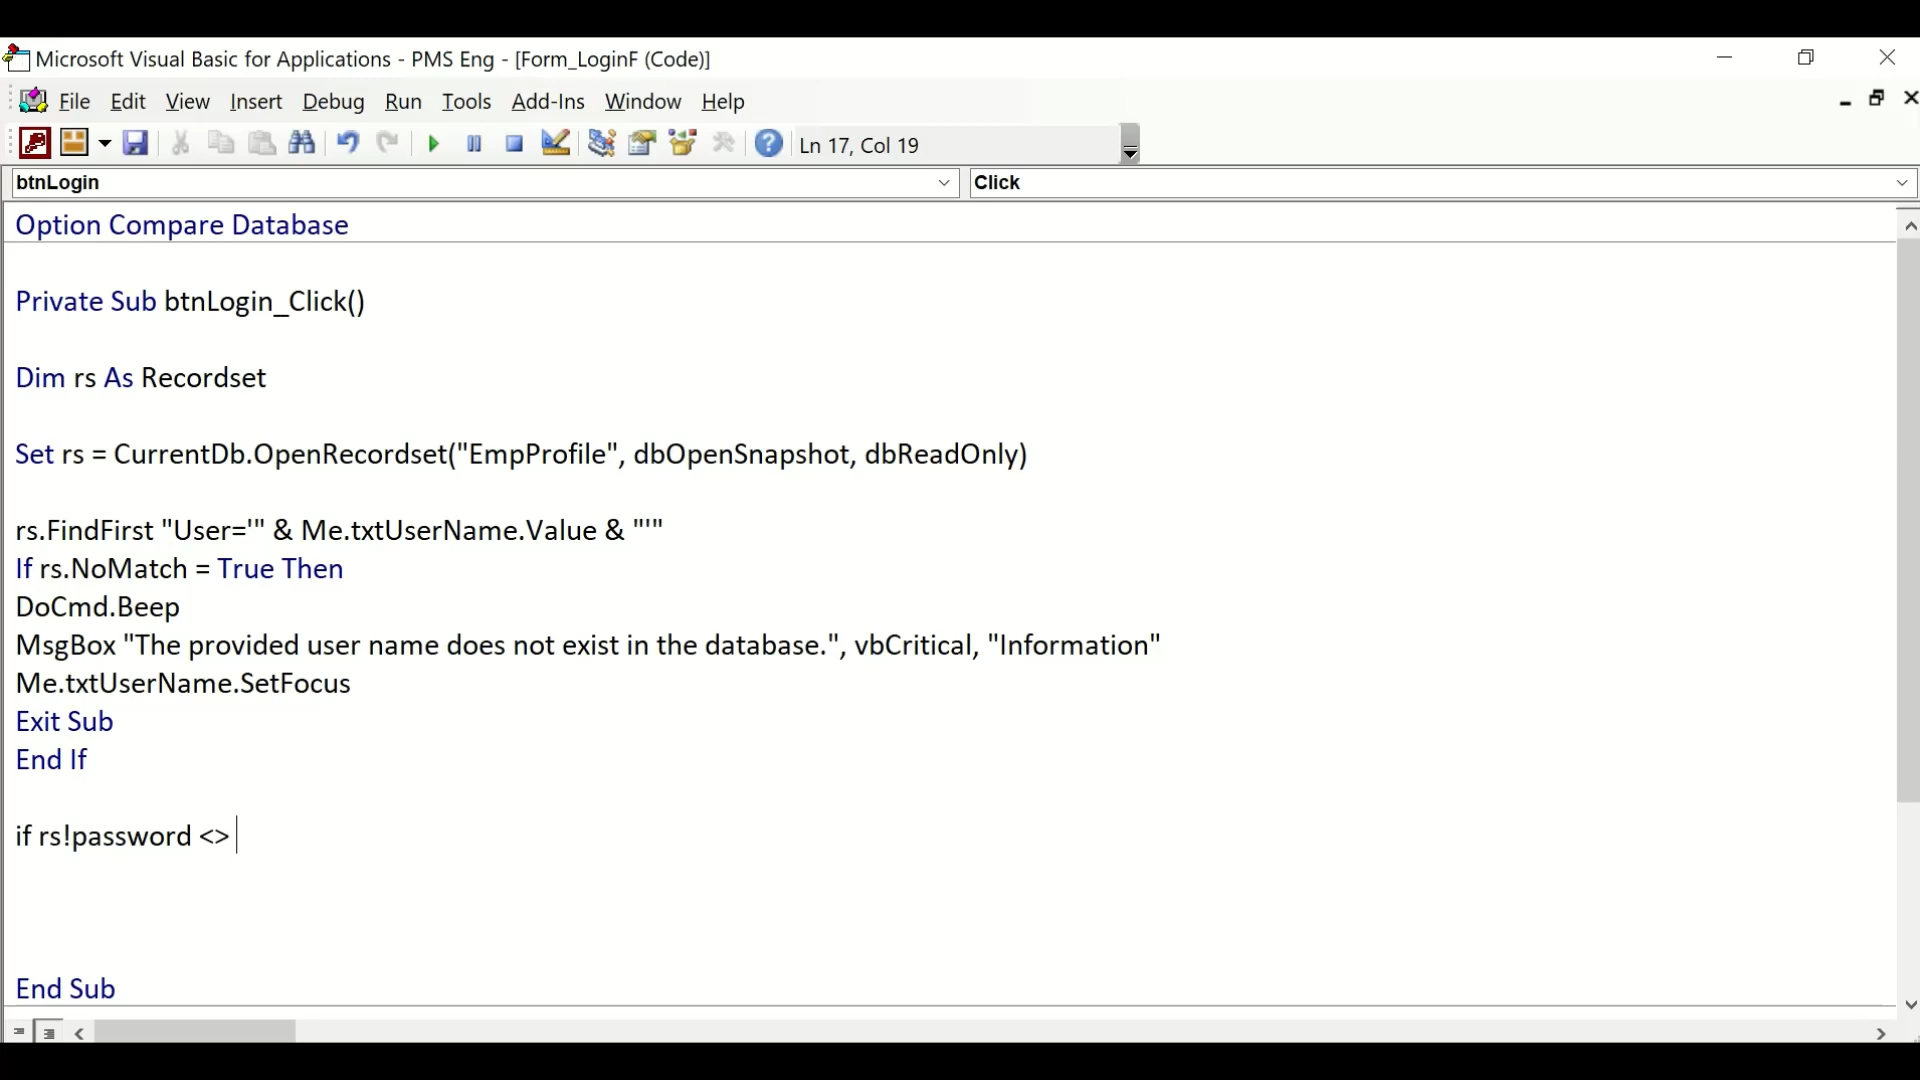 Microsoft Visual Basic for Applications - PMS Eng - [Form_LoginF (Code)]
File Edit View Insert Debug Run Tools Add-Ins Window Help
Ln 17, Col 19
btnLogin Click
Option Compare Database
Private Sub btnLogin_Click()
Dim rs As Recordset
Set rs = CurrentDb.OpenRecordset("EmpProfile", dbOpenSnapshot, dbReadOnly)
rs.FindFirst "User='" & Me.txtUserName.Value & "'"
If rs.NoMatch = True Then
DoCmd.Beep
MsgBox "The provided user name does not exist in the database.", vbCritical, "Information"
Me.txtUserName.SetFocus
Exit Sub
End If
if rs!password <>
End Sub